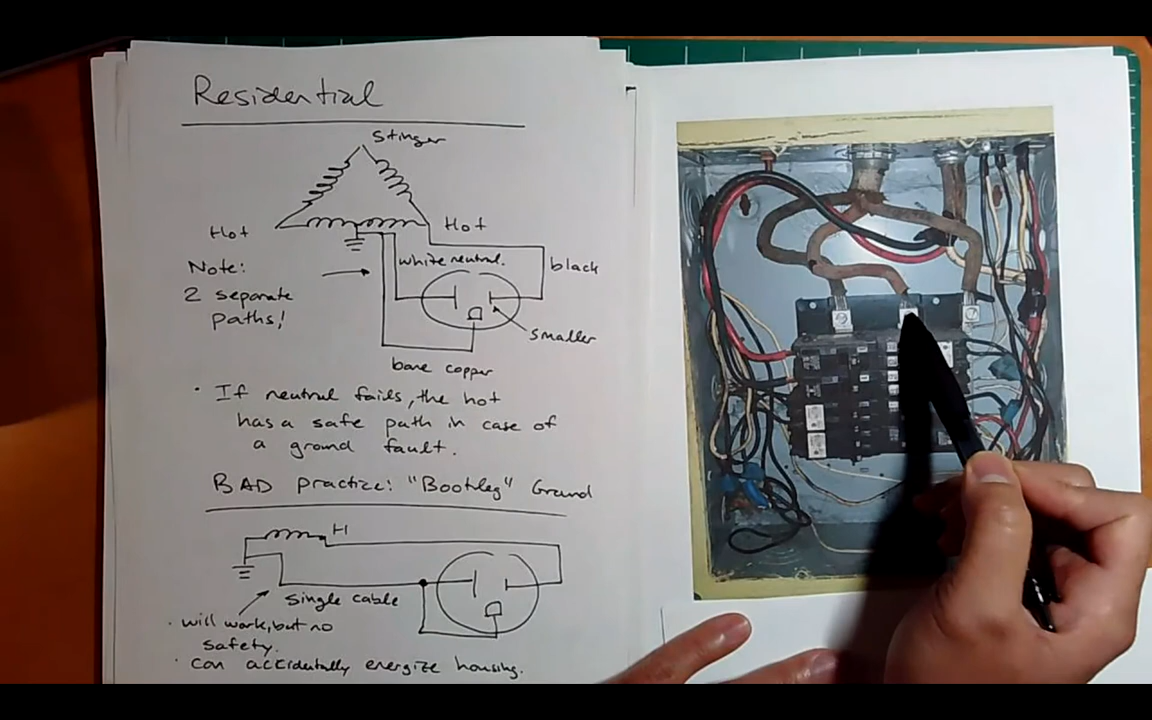 Residential
Stinger
Hot
Hot
Note:
2 separate
paths!
white neutral.
black
smaller
bare copper
· If neutral fails, the hot
has a safe path in case of
a ground fault.
BAD practice: "Bootleg" Ground
H
single cable
· will work, but no
safety.
· can accidentally energize housing.